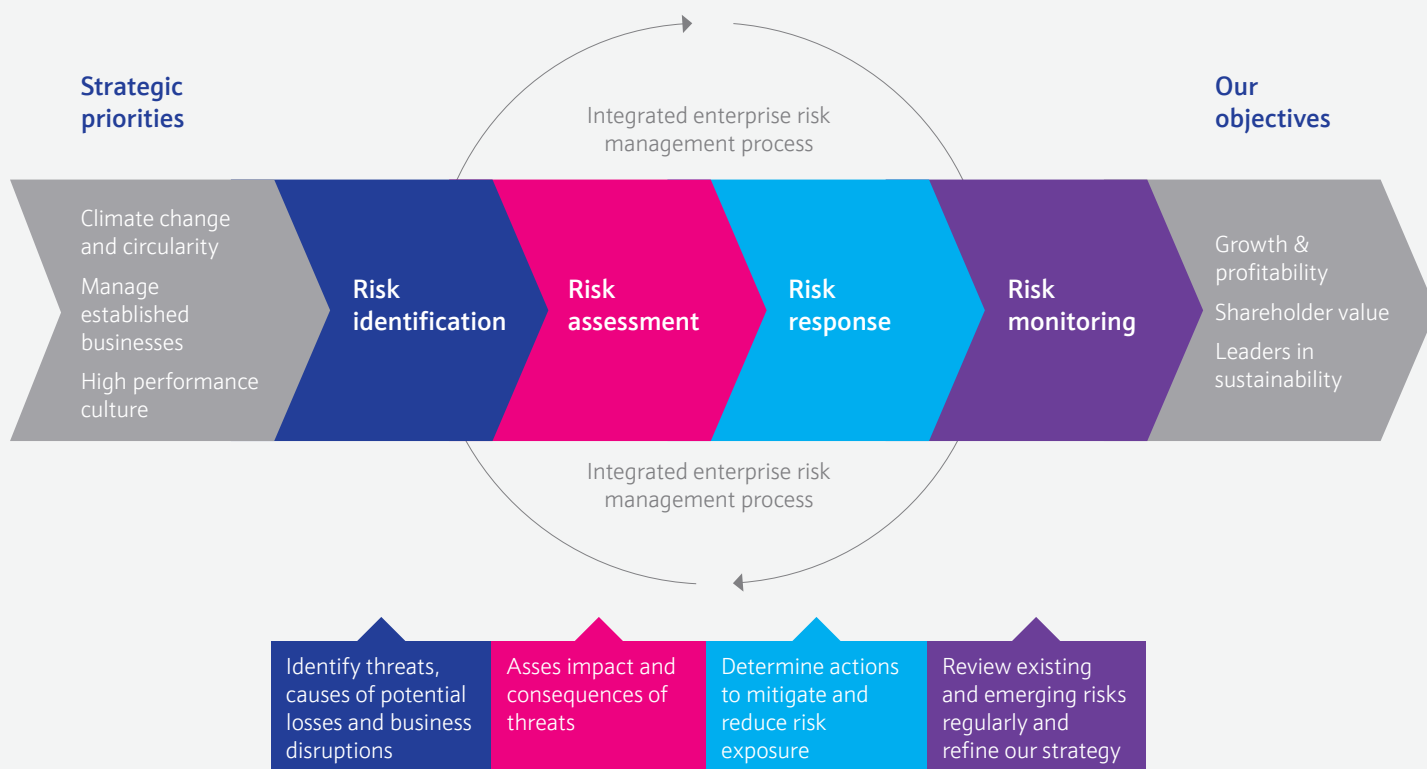 Strategic
priorities
Integrated enterprise risk
management process
Our
objectives
Climate change
and circularity
Manage
established
businesses
High performance
culture
Risk
identification
Risk
assessment
Risk
response
Risk
monitoring
Growth &
profitability
Shareholder value
Leaders in
sustainability
Integrated enterprise risk
management process
Identify threats,
causes of potential
losses and business
disruptions
Asses impact and
consequences of
threats
Determine actions
to mitigate and
reduce risk
exposure
Review existing
and emerging risks
regularly and
refine our strategy